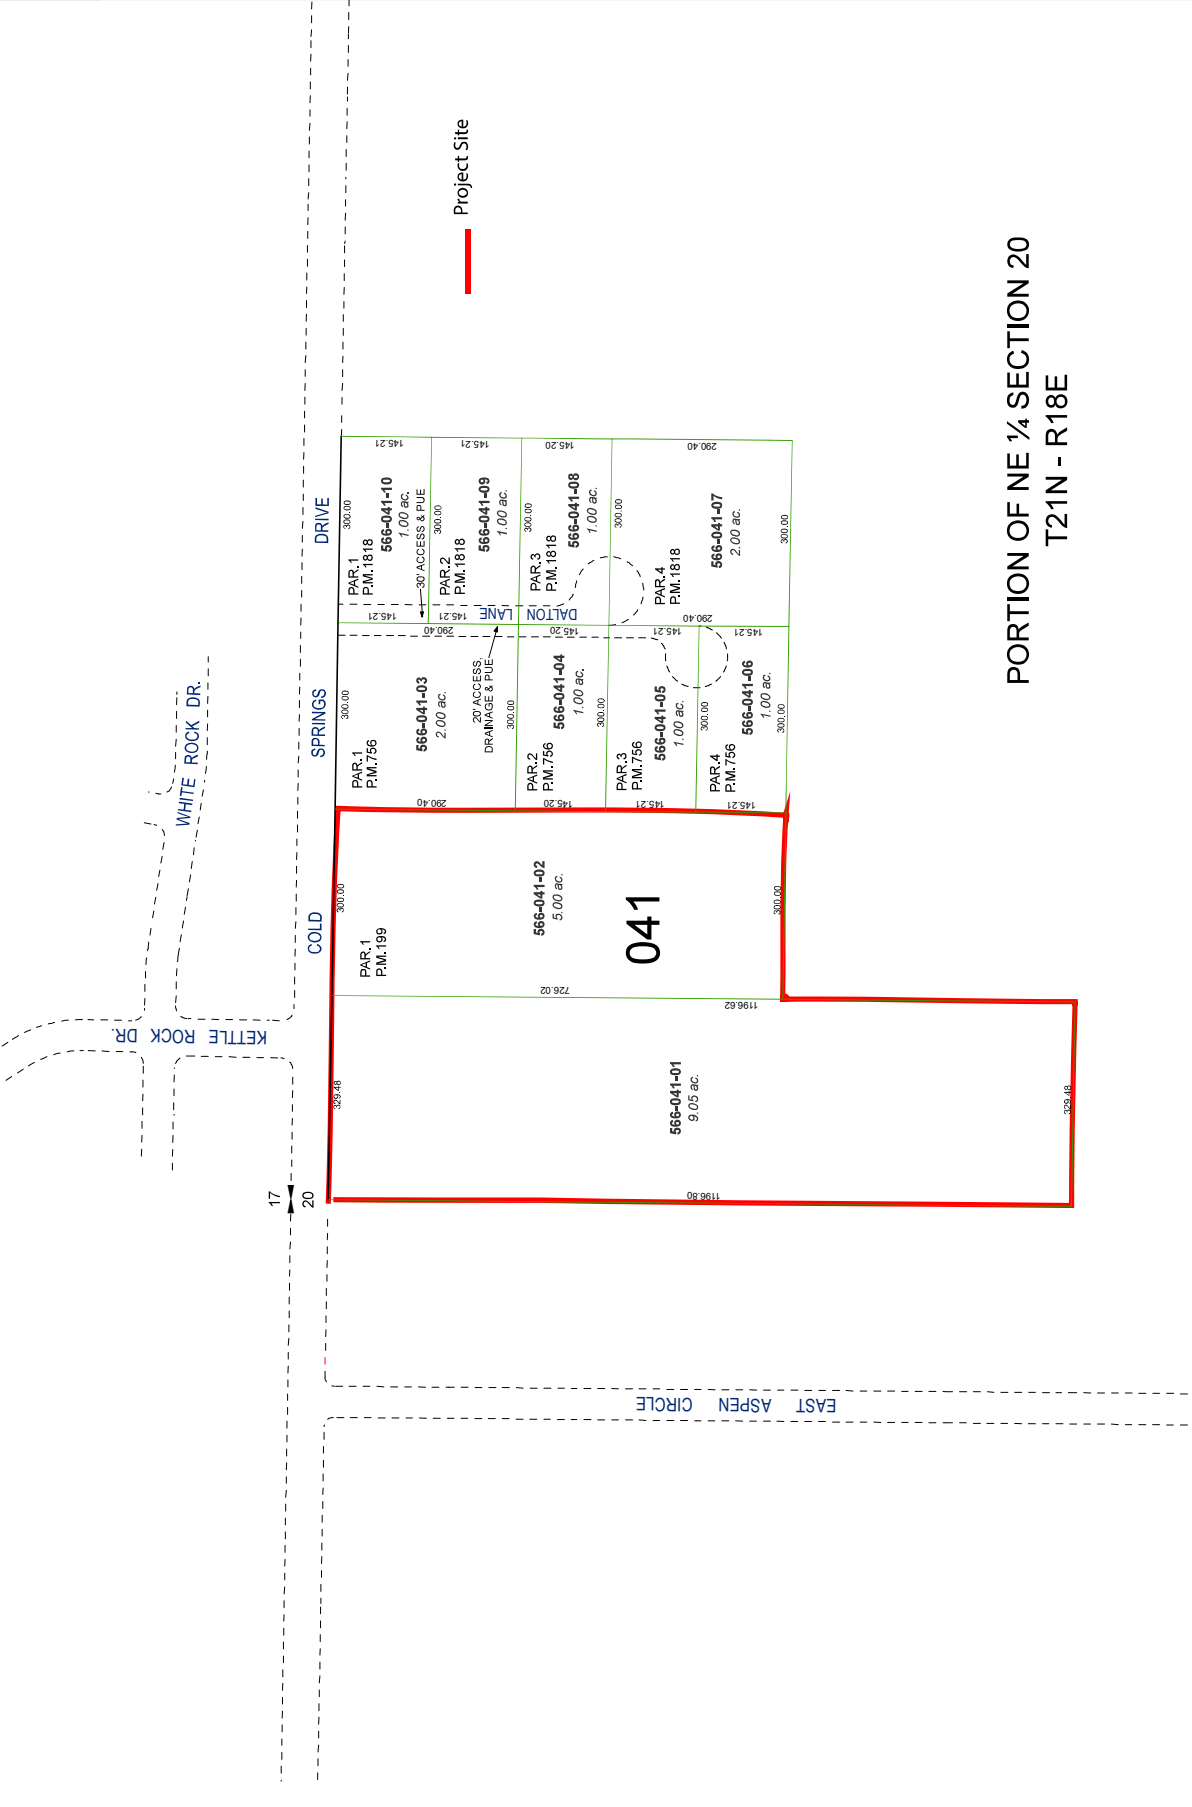 Project Site
PORTION OF NE ¼ SECTION 20
T21N - R18E
WHITE ROCK DR.
KETTLE ROCK DR.
COLD SPRINGS DRIVE
17
20
EAST ASPEN CIRCLE
DALTON LANE
041
566-041-01
9.05 ac.
329.48
1196.80
1196.62
329.48
PAR.1
P.M.199
566-041-02
5.00 ac.
300.00
726.02
300.00
PAR.1
P.M.756
566-041-03
2.00 ac.
300.00
290.40
290.40
300.00
20' ACCESS,
DRAINAGE & PUE
PAR.2
P.M.756
566-041-04
1.00 ac.
145.20
145.20
300.00
PAR.3
P.M.756
566-041-05
1.00 ac.
145.21
145.21
300.00
PAR.4
P.M.756
566-041-06
1.00 ac.
145.21
145.21
300.00
PAR.1
P.M.1818
566-041-10
1.00 ac.
300.00
145.21
145.21
30' ACCESS & PUE
300.00
PAR.2
P.M.1818
566-041-09
1.00 ac.
145.21
145.21
300.00
PAR.3
P.M.1818
566-041-08
1.00 ac.
145.20
300.00
PAR.4
P.M.1818
566-041-07
2.00 ac.
290.40
290.40
300.00